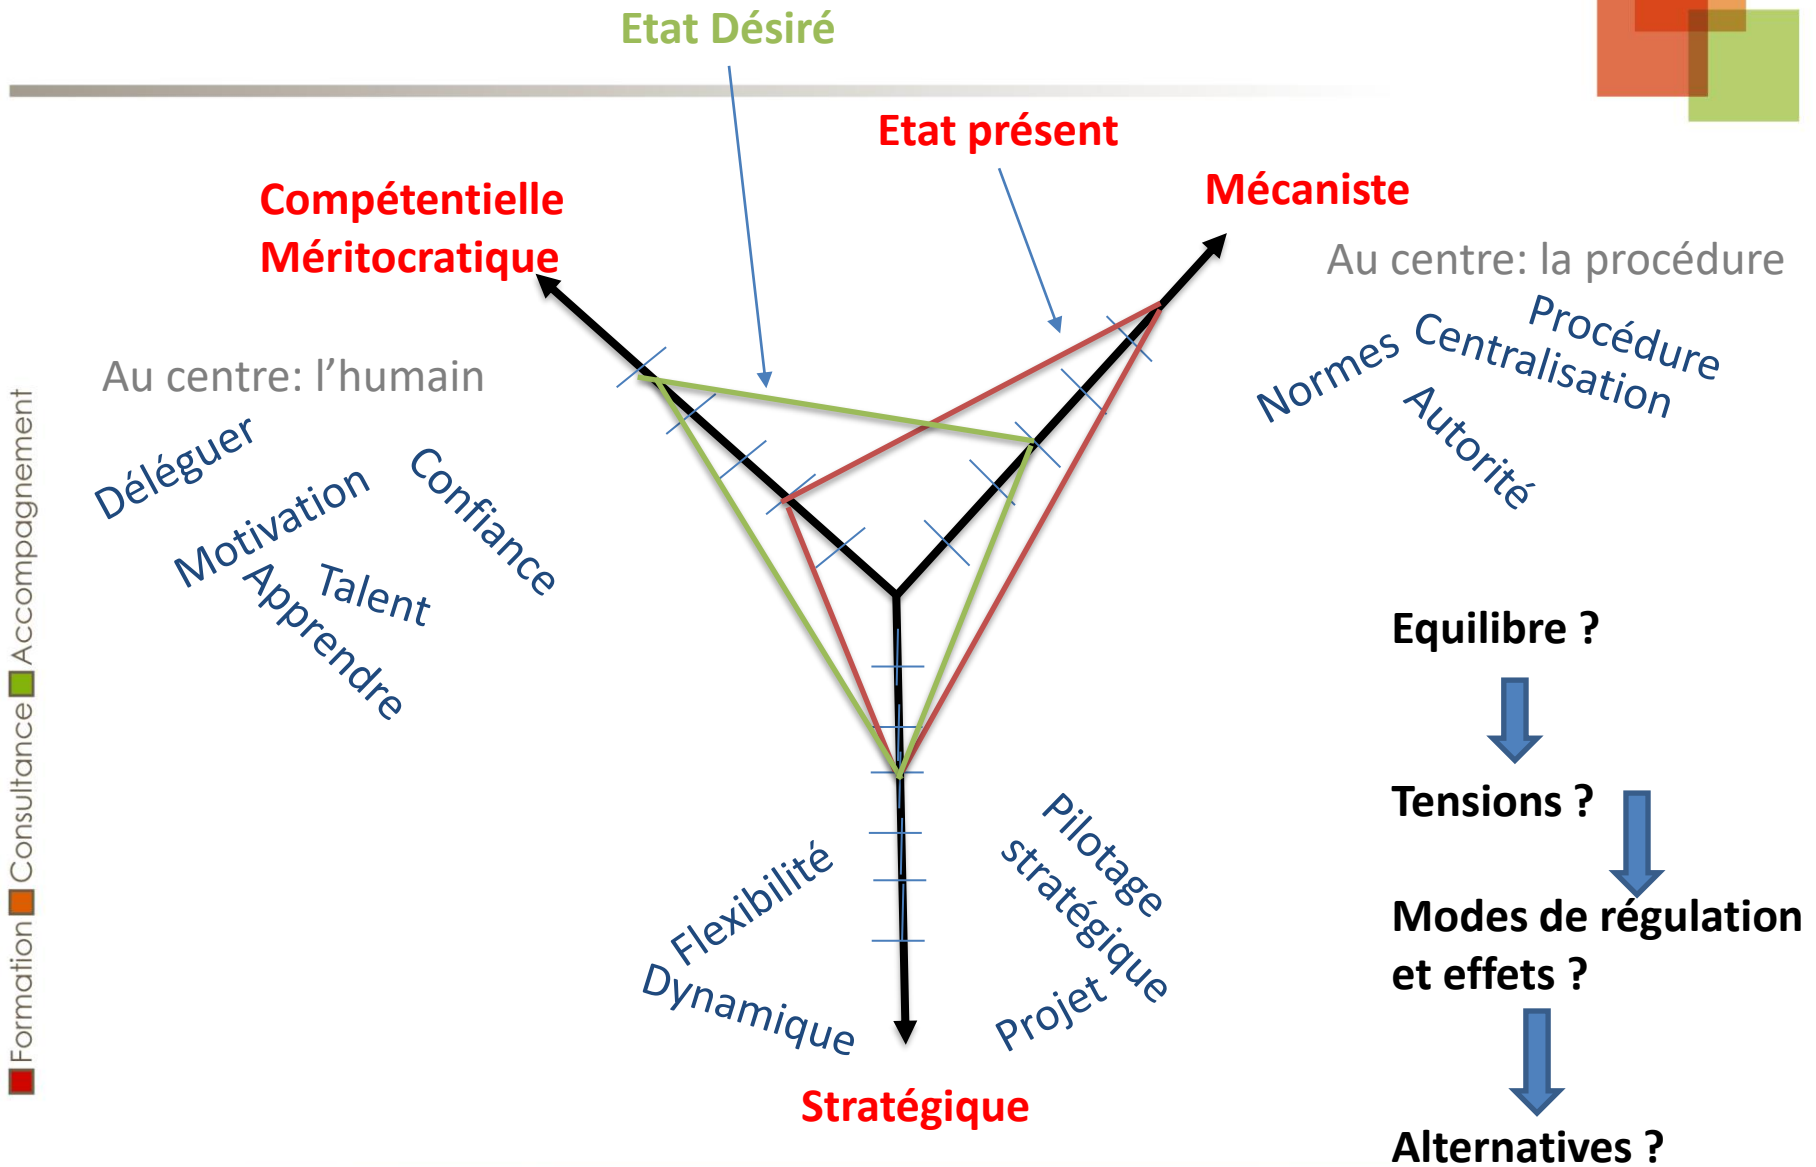 Etat Désiré
Etat présent
Compétentielle
Méritocratique
Mécaniste
Au centre: la procédure
Procédure
Centralisation
Normes
Autorité
Au centre: l’humain
Déléguer
Motivation
Confiance
Talent
Apprendre
Equilibre ?
Tensions ?
Modes de régulation
et effets ?
Alternatives ?
Pilotage
stratégique
Projet
Flexibilité
Dynamique
Stratégique
Formation Consultance Accompagnement